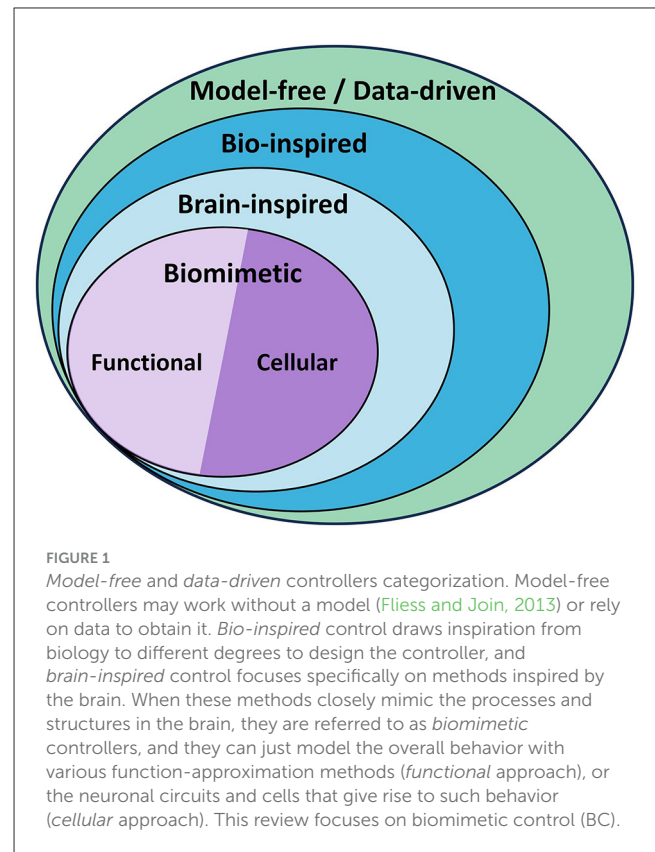 Model-free / Data-driven
Bio-inspired
Brain-inspired
Biomimetic
Functional
Cellular
FIGURE 1
Model-free and data-driven controllers categorization. Model-free
controllers may work without a model (Fliess and Join, 2013) or rely
on data to obtain it. Bio-inspired control draws inspiration from
biology to different degrees to design the controller, and
brain-inspired control focuses specifically on methods inspired by
the brain. When these methods closely mimic the processes and
structures in the brain, they are referred to as biomimetic
controllers, and they can just model the overall behavior with
various function-approximation methods (functional approach), or
the neuronal circuits and cells that give rise to such behavior
(cellular approach). This review focuses on biomimetic control (BC).